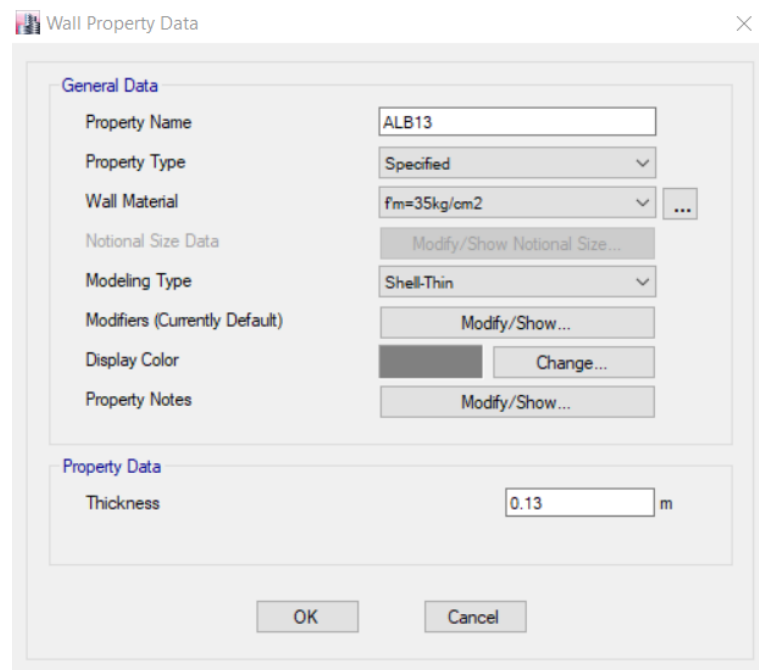 Wall Property Data
General Data
Property Name ALB13
Property Type Specified
Wall Material f'm=35kg/cm2 ...
Notional Size Data Modify/Show Notional Size...
Modeling Type Shell-Thin
Modifiers (Currently Default) Modify/Show...
Display Color Change...
Property Notes Modify/Show...
Property Data
Thickness 0.13 m
OK Cancel